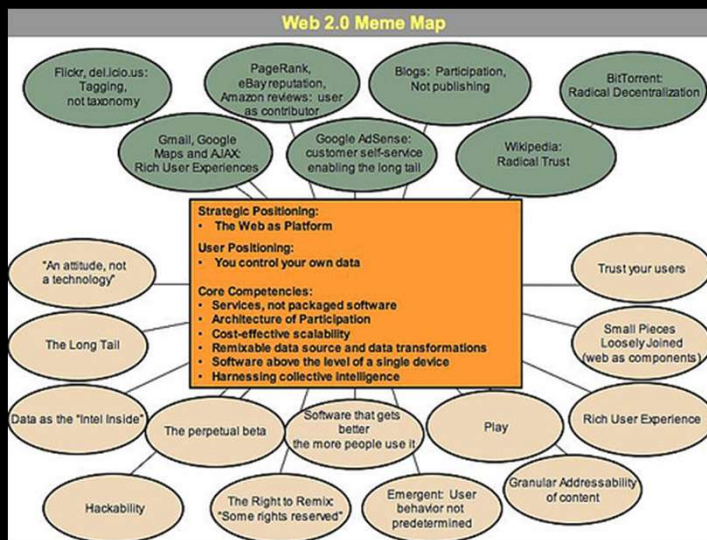 Web 2.0 Meme Map
Flickr, del.icio.us:
Tagging,
not taxonomy
PageRank,
eBay reputation,
Amazon reviews: user
as contributor
Blogs: Participation,
Not publishing
BitTorrent:
Radical Decentralization
Gmail, Google
Maps and AJAX:
Rich User Experiences
Google AdSense:
customer self-service
enabling the long tail
Wikipedia:
Radical Trust
Strategic Positioning:
• The Web as Platform
User Positioning:
• You control your own data
Core Competencies:
• Services, not packaged software
• Architecture of Participation
• Cost-effective scalability
• Remixable data source and data transformations
• Software above the level of a single device
• Harnessing collective intelligence
"An attitude, not
a technology"
Trust your users
The Long Tail
Small Pieces
Loosely Joined
(web as components)
Data as the "Intel Inside"
The perpetual beta
Software that gets
better
the more people use it
Play
Rich User Experience
Hackability
The Right to Remix:
"Some rights reserved"
Emergent: User
behavior not
predetermined
Granular Addressability
of content